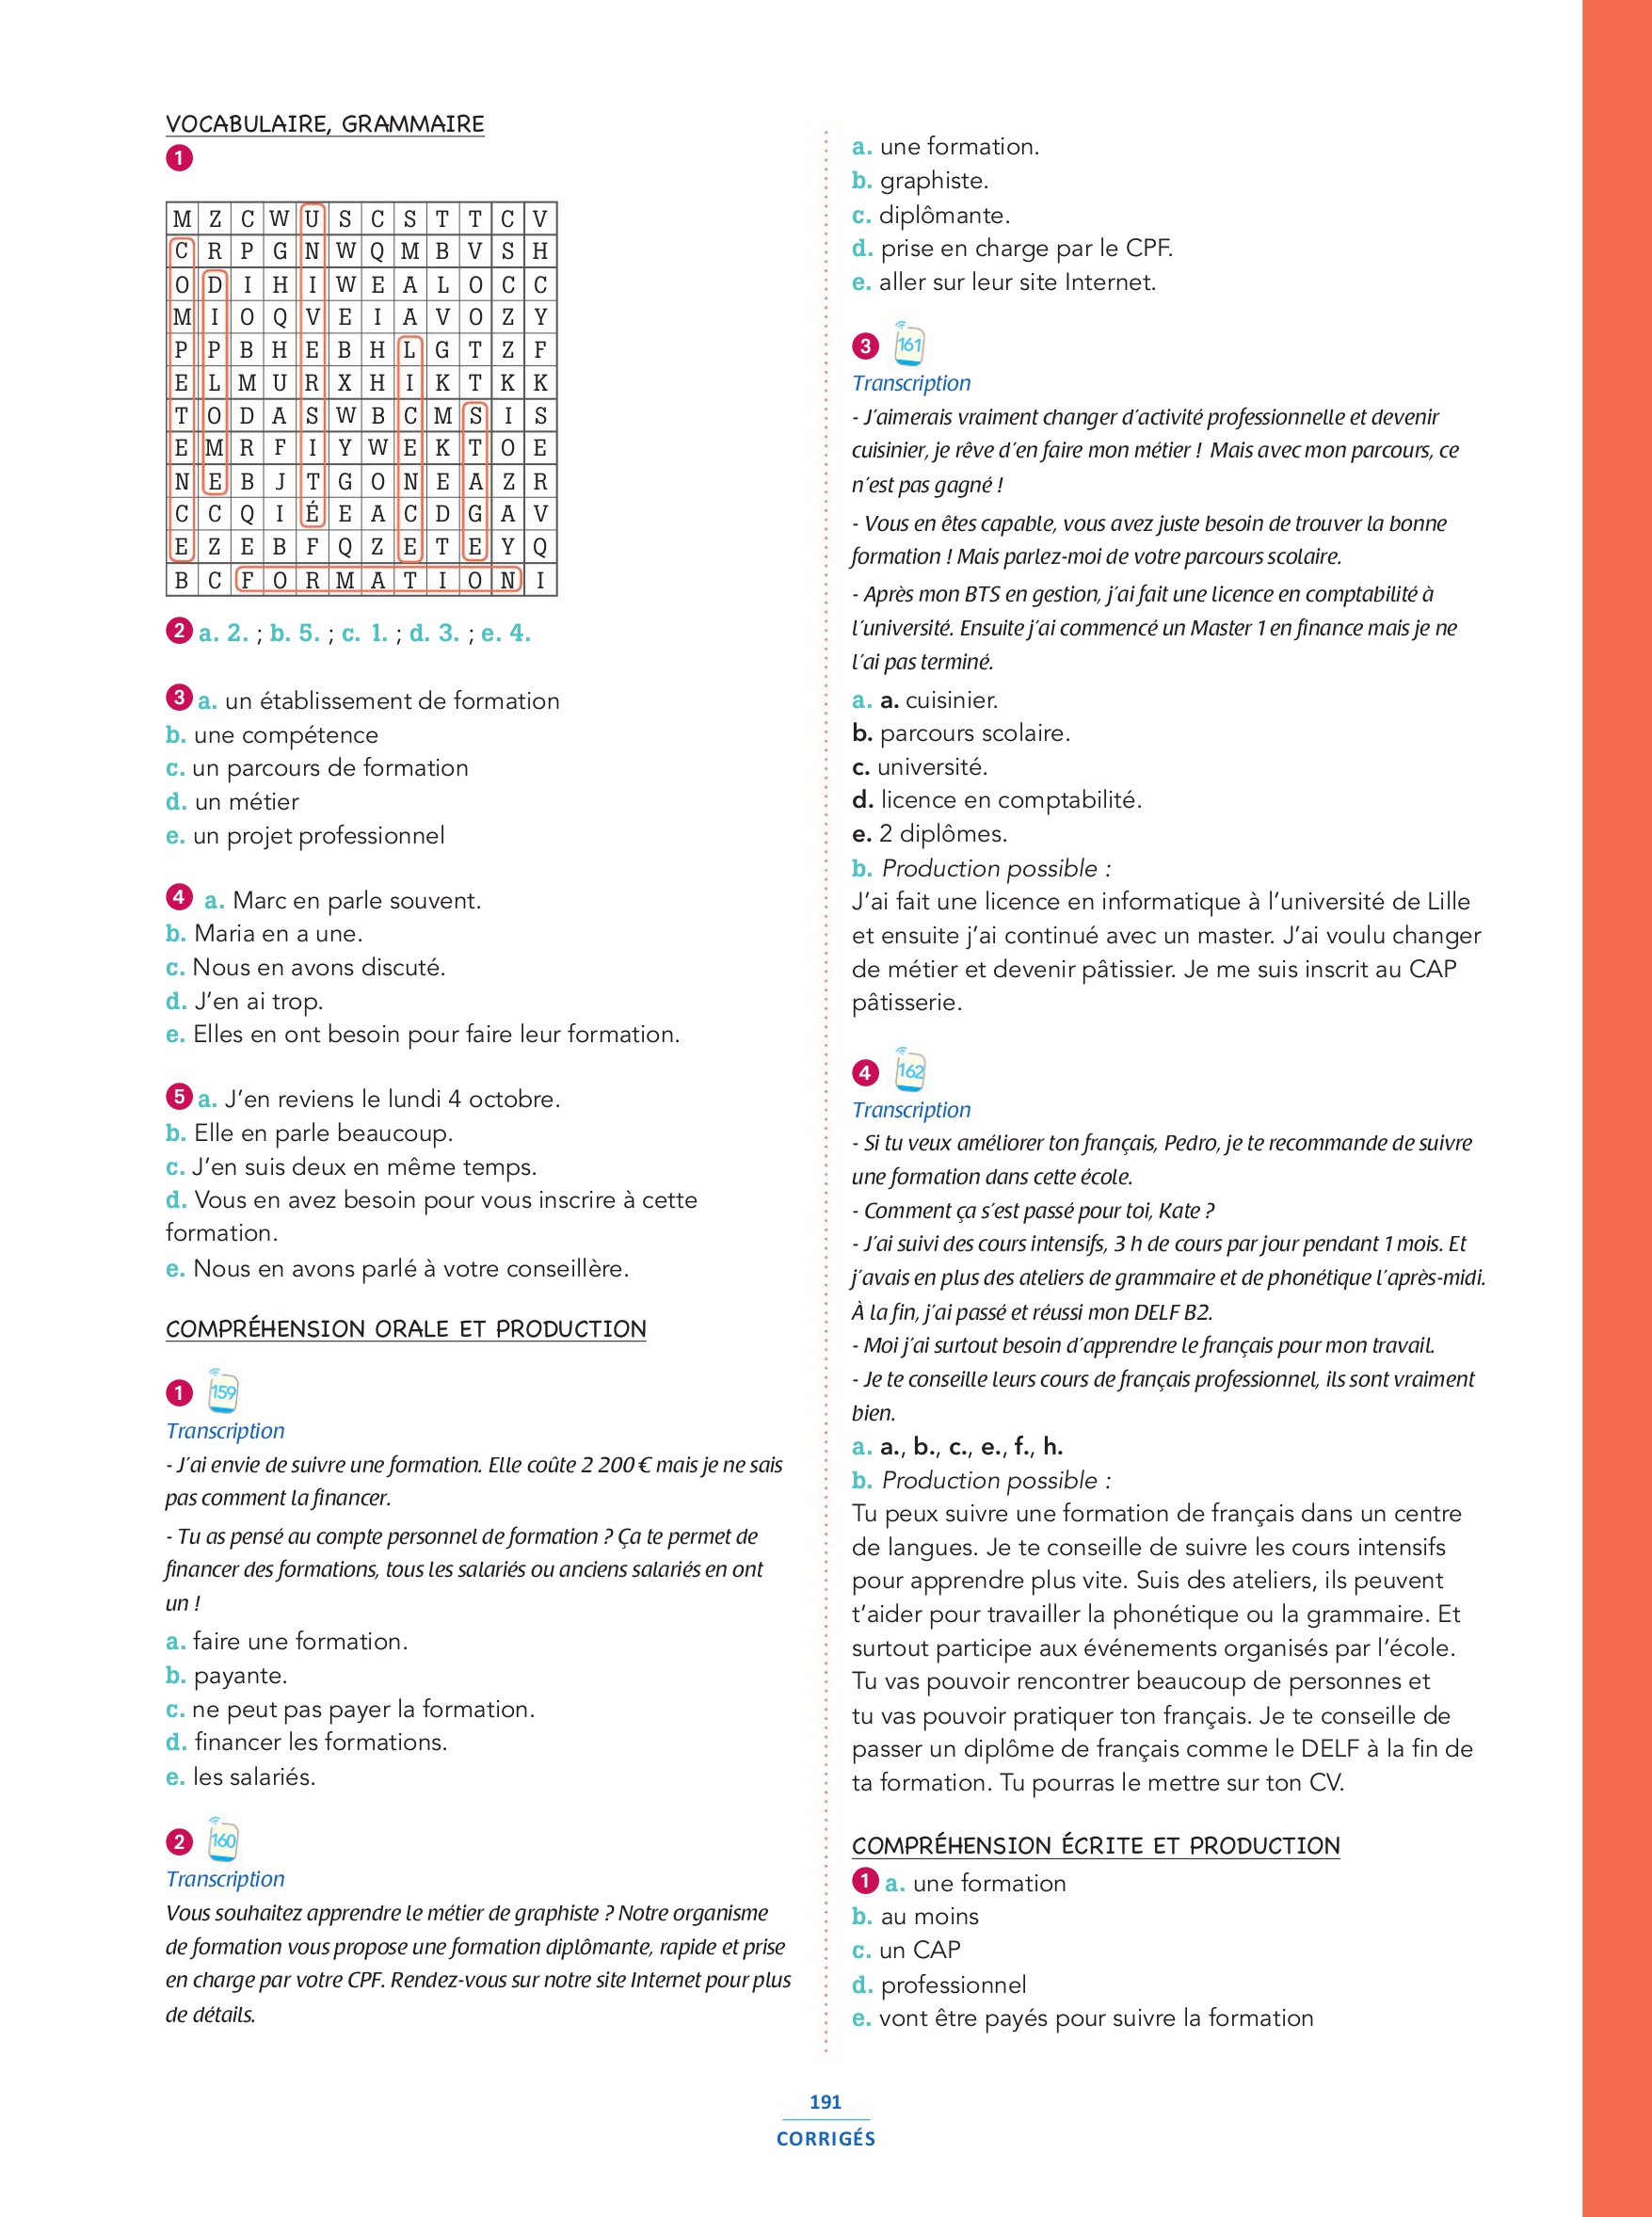 VOCABULAIRE, GRAMMAIRE
1
M Z C W U S C S T T C V
C R P G N W Q M B V S H
O D I H I W E A L O C C
M I O Q V E I A V O Z Y
P P B H E B H L G T Z F
E L M U R X H I K T K K
T O D A S W B C M S I S
E M R F I Y W E K T O E
N E B J T G O N E A Z R
C C Q I É E A C D G A V
E Z E B F Q Z E T E Y Q
B C F O R M A T I O N I
2 a. 2. ; b. 5. ; c. 1. ; d. 3. ; e. 4.
3 a. un établissement de formation
b. une compétence
c. un parcours de formation
d. un métier
e. un projet professionnel
4 a. Marc en parle souvent.
b. Maria en a une.
c. Nous en avons discuté.
d. J'en ai trop.
e. Elles en ont besoin pour faire leur formation.
5 a. J'en reviens le lundi 4 octobre.
b. Elle en parle beaucoup.
c. J'en suis deux en même temps.
d. Vous en avez besoin pour vous inscrire à cette
formation.
e. Nous en avons parlé à votre conseillère.
COMPRÉHENSION ORALE ET PRODUCTION
1 159
Transcription
- J'ai envie de suivre une formation. Elle coûte 2 200 € mais je ne sais
pas comment la financer.
- Tu as pensé au compte personnel de formation ? Ça te permet de
financer des formations, tous les salariés ou anciens salariés en ont
un !
a. faire une formation.
b. payante.
c. ne peut pas payer la formation.
d. financer les formations.
e. les salariés.
2 160
Transcription
Vous souhaitez apprendre le métier de graphiste ? Notre organisme
de formation vous propose une formation diplômante, rapide et prise
en charge par votre CPF. Rendez-vous sur notre site Internet pour plus
de détails.
a. une formation.
b. graphiste.
c. diplômante.
d. prise en charge par le CPF.
e. aller sur leur site Internet.
3 161
Transcription
- J'aimerais vraiment changer d'activité professionnelle et devenir
cuisinier, je rêve d'en faire mon métier ! Mais avec mon parcours, ce
n'est pas gagné !
- Vous en êtes capable, vous avez juste besoin de trouver la bonne
formation ! Mais parlez-moi de votre parcours scolaire.
- Après mon BTS en gestion, j'ai fait une licence en comptabilité à
l'université. Ensuite j'ai commencé un Master 1 en finance mais je ne
l'ai pas terminé.
a. a. cuisinier.
b. parcours scolaire.
c. université.
d. licence en comptabilité.
e. 2 diplômes.
b. Production possible :
J'ai fait une licence en informatique à l'université de Lille
et ensuite j'ai continué avec un master. J'ai voulu changer
de métier et devenir pâtissier. Je me suis inscrit au CAP
pâtisserie.
4 162
Transcription
- Si tu veux améliorer ton français, Pedro, je te recommande de suivre
une formation dans cette école.
- Comment ça s'est passé pour toi, Kate ?
- J'ai suivi des cours intensifs, 3 h de cours par jour pendant 1 mois. Et
j'avais en plus des ateliers de grammaire et de phonétique l'après-midi.
À la fin, j'ai passé et réussi mon DELF B2.
- Moi j'ai surtout besoin d'apprendre le français pour mon travail.
- Je te conseille leurs cours de français professionnel, ils sont vraiment
bien.
a. a., b., c., e., f., h.
b. Production possible :
Tu peux suivre une formation de français dans un centre
de langues. Je te conseille de suivre les cours intensifs
pour apprendre plus vite. Suis des ateliers, ils peuvent
t'aider pour travailler la phonétique ou la grammaire. Et
surtout participe aux événements organisés par l'école.
Tu vas pouvoir rencontrer beaucoup de personnes et
tu vas pouvoir pratiquer ton français. Je te conseille de
passer un diplôme de français comme le DELF à la fin de
ta formation. Tu pourras le mettre sur ton CV.
COMPRÉHENSION ÉCRITE ET PRODUCTION
1 a. une formation
b. au moins
c. un CAP
d. professionnel
e. vont être payés pour suivre la formation
191
CORRIGÉS